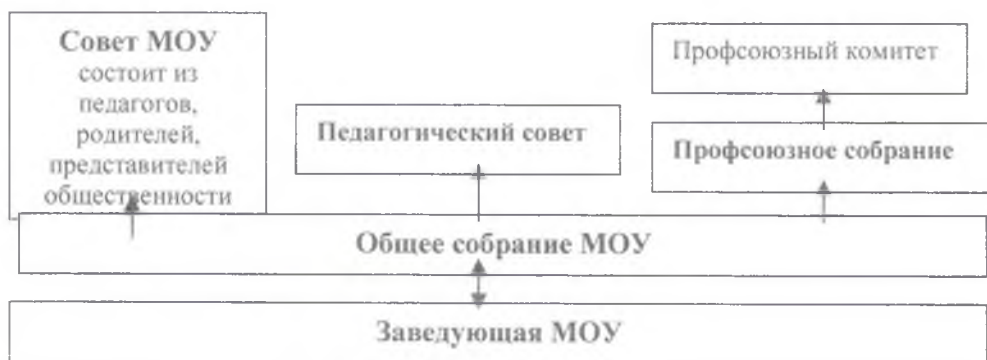 Совет МОУ
состоит из
педагогов,
родителей,
представителей
общественности
Педагогический совет
Профсоюзный комитет
Профсоюзное собрание
Общее собрание МОУ
Заведующая МОУ